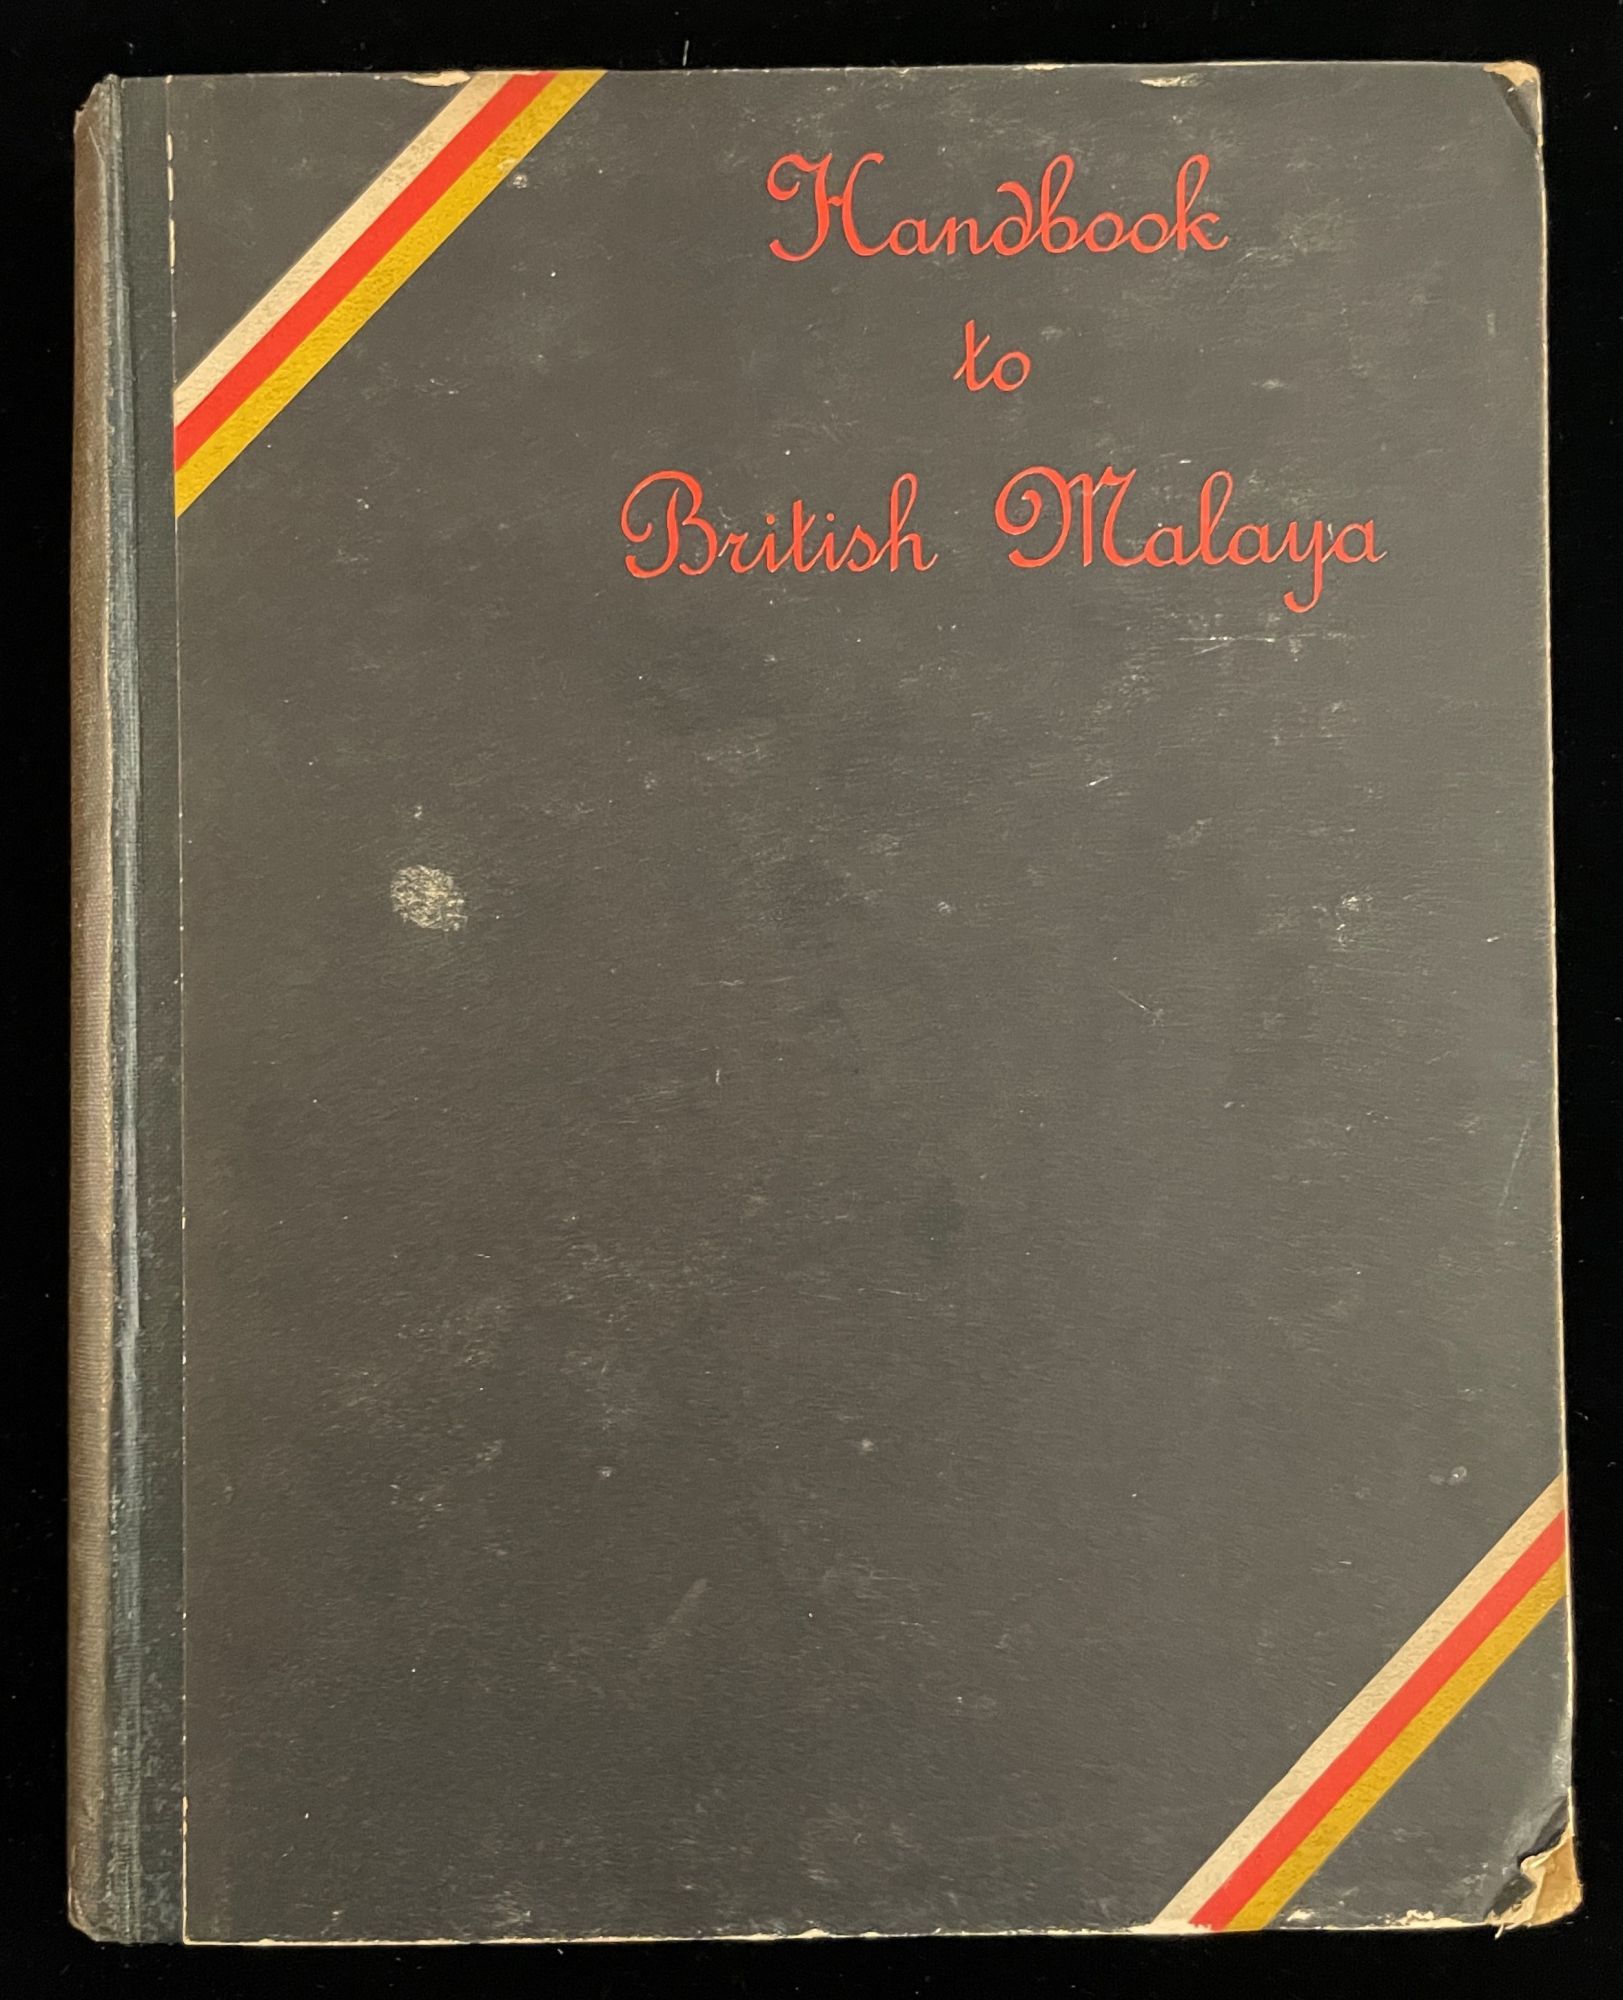 Handbook
to
British Malaya